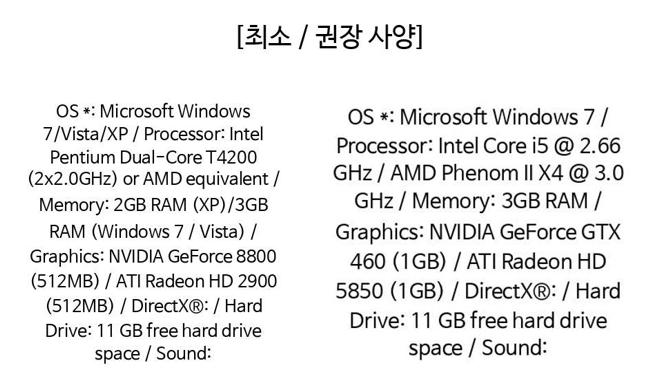 [최소 / 권장 사양]
OS *: Microsoft Windows
7/Vista/XP / Processor: Intel
Pentium Dual-Core T4200
(2x2.0GHz) or AMD equivalent /
Memory: 2GB RAM (XP)/3GB
RAM (Windows 7 / Vista) /
Graphics: NVIDIA GeForce 8800
(512MB) / ATI Radeon HD 2900
(512MB) / DirectX®: / Hard
Drive: 11 GB free hard drive
space / Sound:
OS *: Microsoft Windows 7 /
Processor: Intel Core i5 @ 2.66
GHz / AMD Phenom II X4 @ 3.0
GHz / Memory: 3GB RAM /
Graphics: NVIDIA GeForce GTX
460 (1GB) / ATI Radeon HD
5850 (1GB) / DirectX®: / Hard
Drive: 11 GB free hard drive
space / Sound: